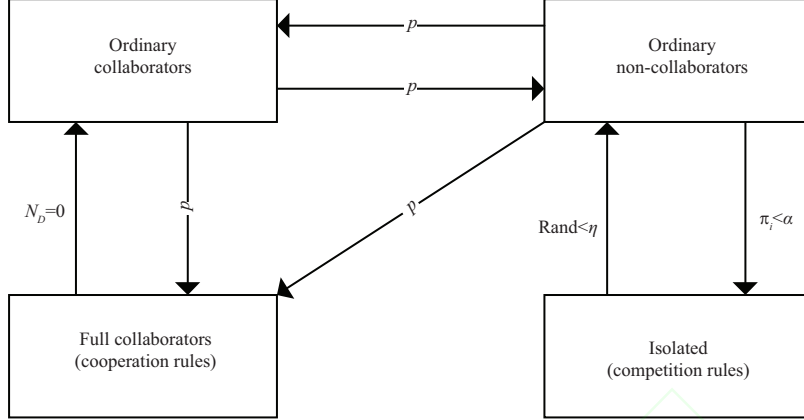 Ordinary
collaborators
p
p
Ordinary
non-collaborators
N_D=0
p
p
Rand<η
π_i<α
Full collaborators
(cooperation rules)
Isolated
(competition rules)